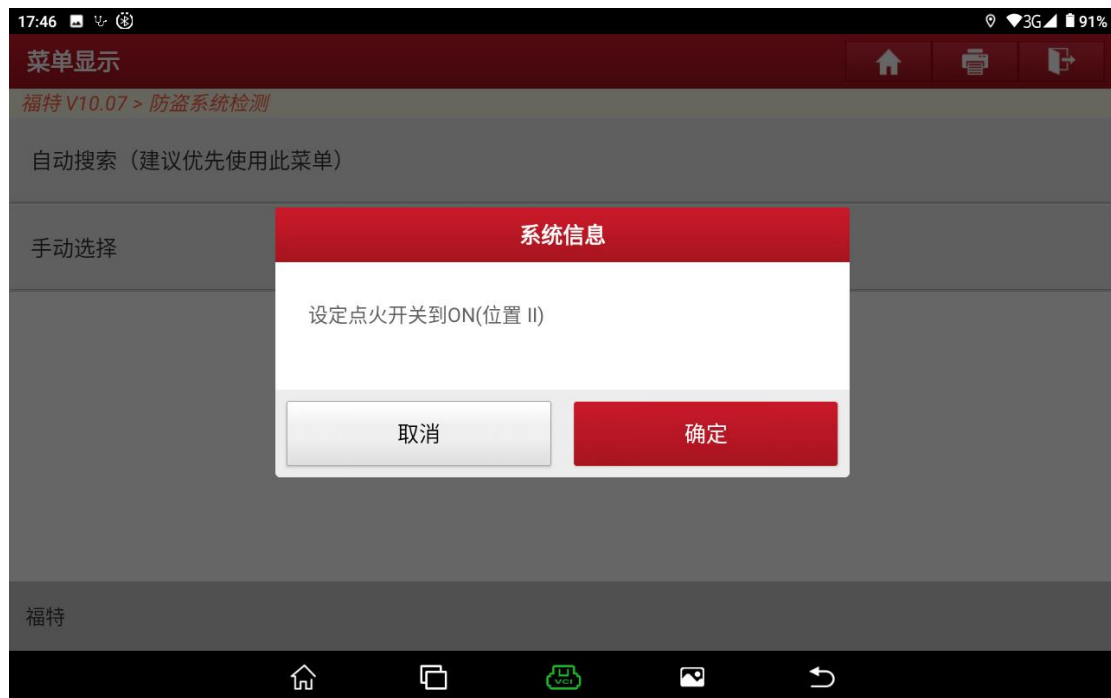 17:46
3G 91%
菜单显示
福特 V10.07 > 防盗系统检测
自动搜索（建议优先使用此菜单）
手动选择
系统信息
设定点火开关到ON(位置 II)
取消
确定
福特
VCI